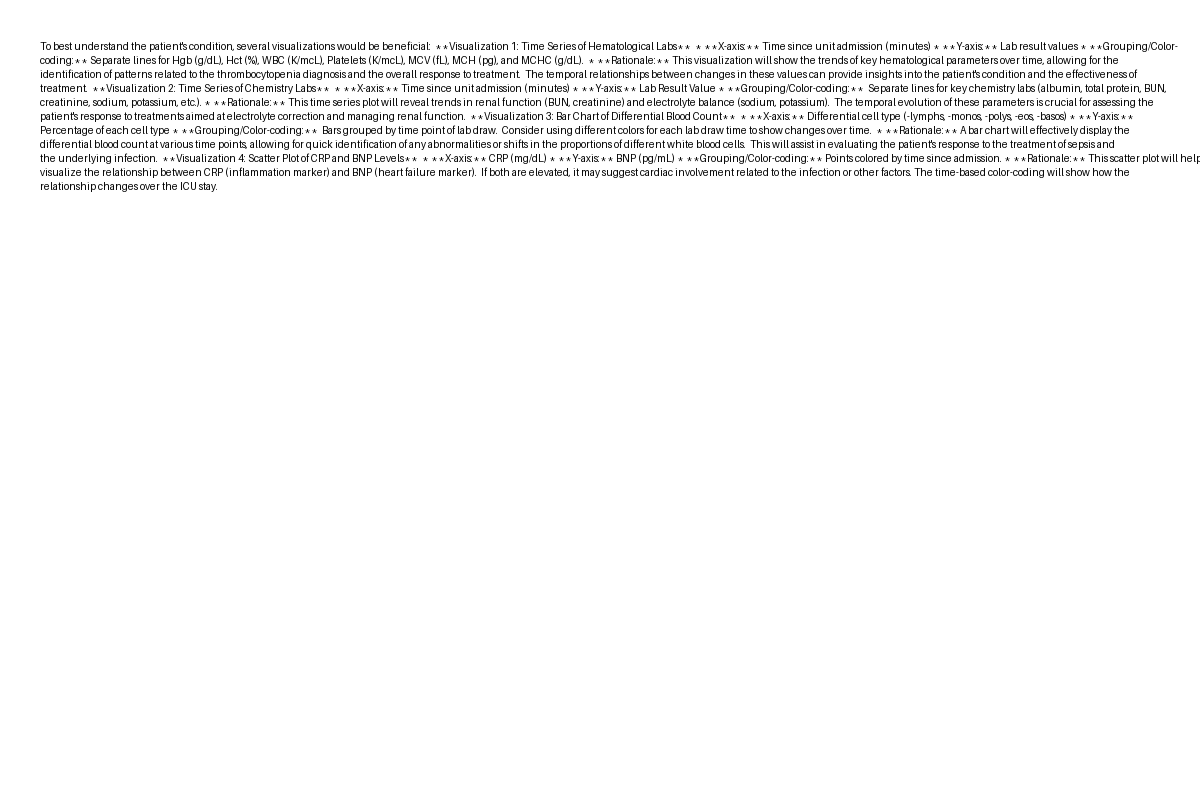 To best understand the patient's condition, several visualizations would be beneficial:  **Visualization 1: Time Series of Hematological Labs**  * **X-axis:** Time since unit admission (minutes) * **Y-axis:** Lab result values * **Grouping/Color-
coding:** Separate lines for Hgb (g/dL), Hct (%), WBC (K/mcL), Platelets (K/mcL), MCV (fL), MCH (pg), and MCHC (g/dL).  * **Rationale:** This visualization will show the trends of key hematological parameters over time, allowing for the
identification of patterns related to the thrombocytopenia diagnosis and the overall response to treatment.  The temporal relationships between changes in these values can provide insights into the patient's condition and the effectiveness of
treatment.  **Visualization 2: Time Series of Chemistry Labs**  * **X-axis:** Time since unit admission (minutes) * **Y-axis:** Lab Result Value * **Grouping/Color-coding:**  Separate lines for key chemistry labs (albumin, total protein, BUN,
creatinine, sodium, potassium, etc.).  * **Rationale:** This time series plot will reveal trends in renal function (BUN, creatinine) and electrolyte balance (sodium, potassium).  The temporal evolution of these parameters is crucial for assessing the
patient's response to treatments aimed at electrolyte correction and managing renal function.  **Visualization 3: Bar Chart of Differential Blood Count**  * **X-axis:** Differential cell type (-lymphs, -monos, -polys, -eos, -basos) * **Y-axis:**
Percentage of each cell type * **Grouping/Color-coding:**  Bars grouped by time point of lab draw.  Consider using different colors for each lab draw time to show changes over time.  * **Rationale:** A bar chart will effectively display the
differential blood count at various time points, allowing for quick identification of any abnormalities or shifts in the proportions of different white blood cells.  This will assist in evaluating the patient's response to the treatment of sepsis and
the underlying infection.  **Visualization 4: Scatter Plot of CRP and BNP Levels**  * **X-axis:** CRP (mg/dL) * **Y-axis:** BNP (pg/mL) * **Grouping/Color-coding:** Points colored by time since admission.  * **Rationale:** This scatter plot will help
visualize the relationship between CRP (inflammation marker) and BNP (heart failure marker).  If both are elevated, it may suggest cardiac involvement related to the infection or other factors. The time-based color-coding will show how the
relationship changes over the ICU stay.